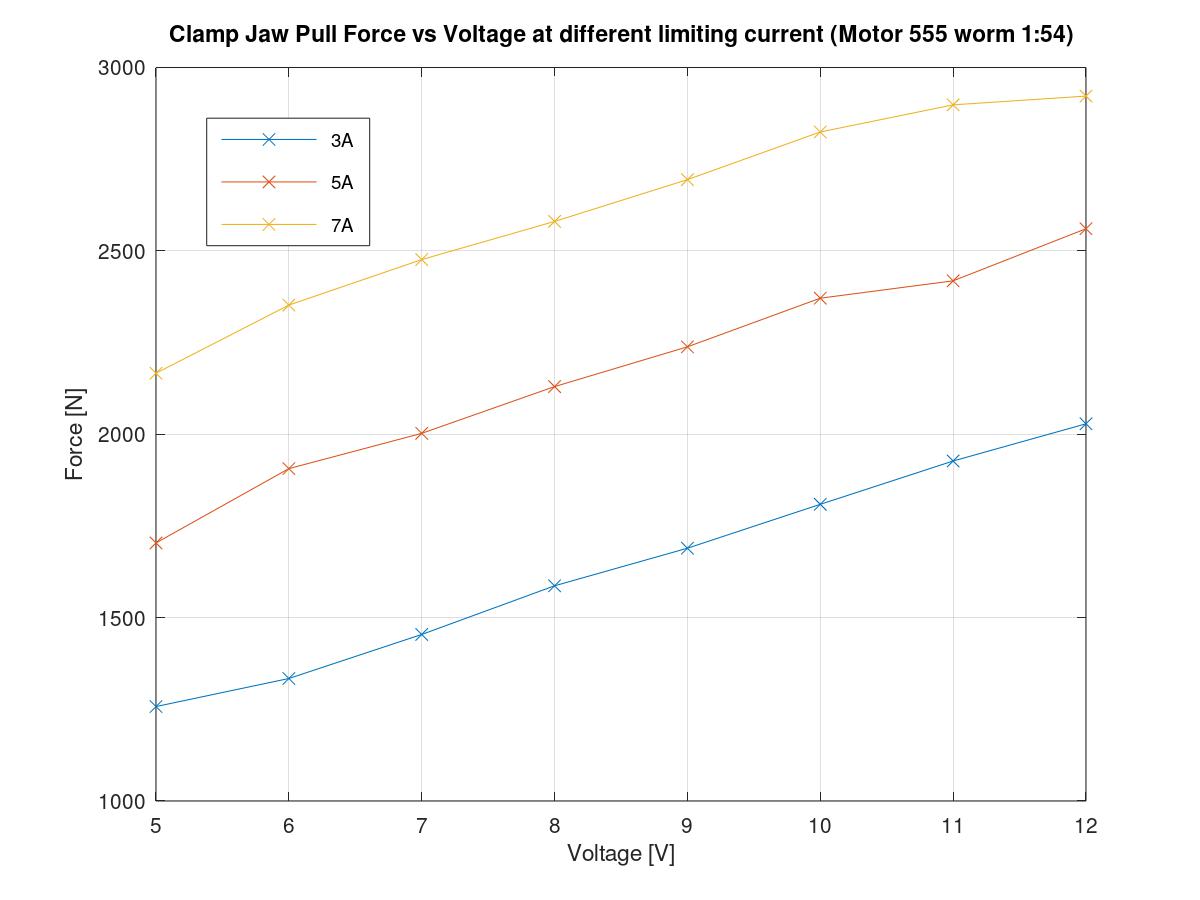 Clamp Jaw Pull Force vs Voltage at different limiting current (Motor 555 worm 1:54)
3000
3A
5A
7A
2500
Force [N]
2000
1500
1000
5 6 7 8 9 10 11 12
Voltage [V]